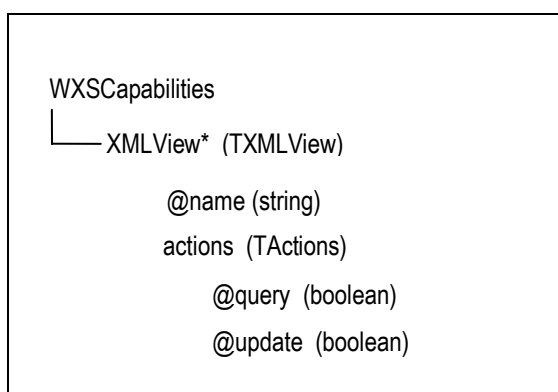 WXSCapabilities
XMLView* (TXMLView)
@name (string)
actions (TActions)
@query (boolean)
@update (boolean)